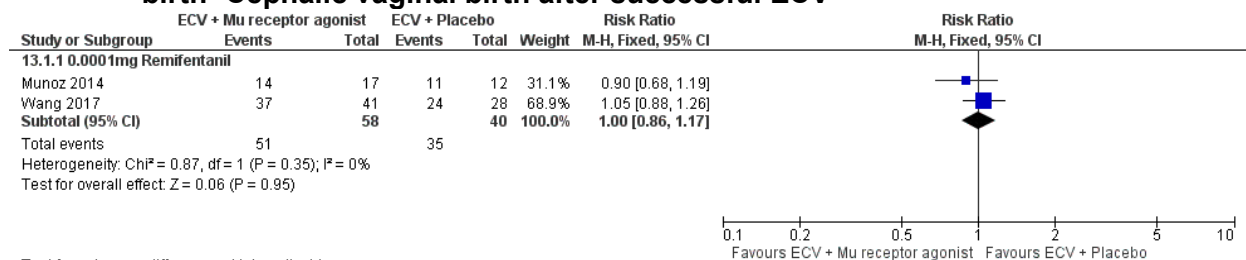 birth- Cephalic vaginal birth after successful ECV
ECV + Mu receptor agonist ECV + Placebo Risk Ratio Risk Ratio
Study or Subgroup Events Total Events Total Weight M-H, Fixed, 95% CI M-H, Fixed, 95% CI
13.1.1 0.0001mg Remifentanil
Munoz 2014 14 17 11 12 31.1% 0.90 [0.68, 1.19]
Wang 2017 37 41 24 28 68.9% 1.05 [0.88, 1.26]
Subtotal (95% CI) 58 40 100.0% 1.00 [0.86, 1.17]
Total events 51 35
Heterogeneity: Chi² = 0.87, df = 1 (P = 0.35); I² = 0%
Test for overall effect: Z = 0.06 (P = 0.95)
0.1 0.2 0.5 1 2 5 10
Favours ECV + Mu receptor agonist Favours ECV + Placebo